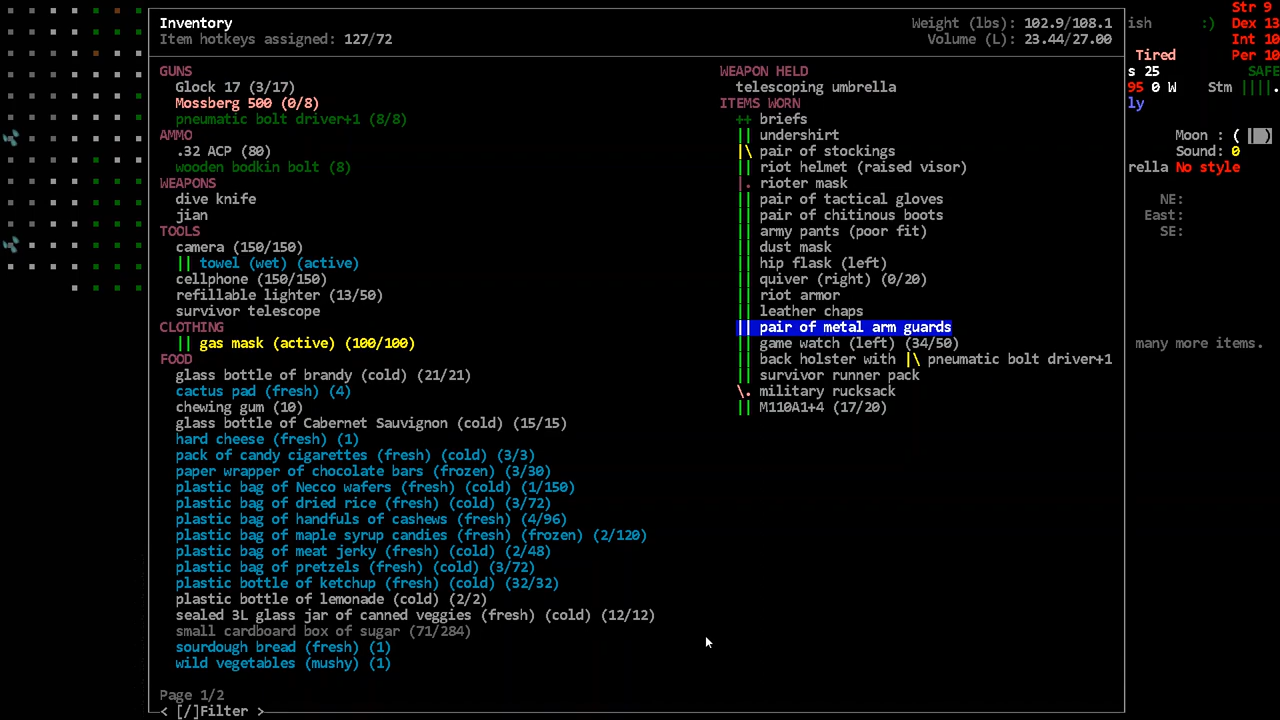 Inventory
Item hotkeys assigned: 127/72
Weight (lbs): 102.9/108.1
Volume (L): 23.44/27.00
GUNS
Glock 17 (3/17)
Mossberg 500 (0/8)
pneumatic bolt driver+1 (8/8)
AMMO
.32 ACP (80)
wooden bodkin bolt (8)
WEAPONS
dive knife
jian
TOOLS
camera (150/150)
|| towel (wet) (active)
cellphone (150/150)
refillable lighter (13/50)
survivor telescope
CLOTHING
|| gas mask (active) (100/100)
FOOD
glass bottle of brandy (cold) (21/21)
cactus pad (fresh) (4)
chewing gum (10)
glass bottle of Cabernet Sauvignon (cold) (15/15)
hard cheese (fresh) (1)
pack of candy cigarettes (fresh) (cold) (3/3)
paper wrapper of chocolate bars (frozen) (3/30)
plastic bag of Necco wafers (fresh) (cold) (1/150)
plastic bag of dried rice (fresh) (cold) (3/72)
plastic bag of handfuls of cashews (fresh) (4/96)
plastic bag of maple syrup candies (fresh) (frozen) (2/120)
plastic bag of meat jerky (fresh) (cold) (2/48)
plastic bag of pretzels (fresh) (cold) (3/72)
plastic bottle of ketchup (fresh) (cold) (32/32)
plastic bottle of lemonade (cold) (2/2)
sealed 3L glass jar of canned veggies (fresh) (cold) (12/12)
small cardboard box of sugar (71/284)
sourdough bread (fresh) (1)
wild vegetables (mushy) (1)
Page 1/2
< [/]Filter >
WEAPON HELD
telescoping umbrella
ITEMS WORN
++ briefs
|| undershirt
|\ pair of stockings
|| riot helmet (raised visor)
|. rioter mask
|| pair of tactical gloves
|| pair of chitinous boots
|| army pants (poor fit)
|| dust mask
|| hip flask (left)
|| quiver (right) (0/20)
|| riot armor
|| leather chaps
|| pair of metal arm guards
|| game watch (left) (34/50)
|| back holster with |\ pneumatic bolt driver+1
|| survivor runner pack
\. military rucksack
|| M110A1+4 (17/20)
Str 9
ish :) Dex 13
Int 10
Tired Per 10
s 25 SAFE
95 0 W Stm ||||.
ly
Moon : ( |)
Sound: 0
rella No style
NE:
East:
SE:
many more items.